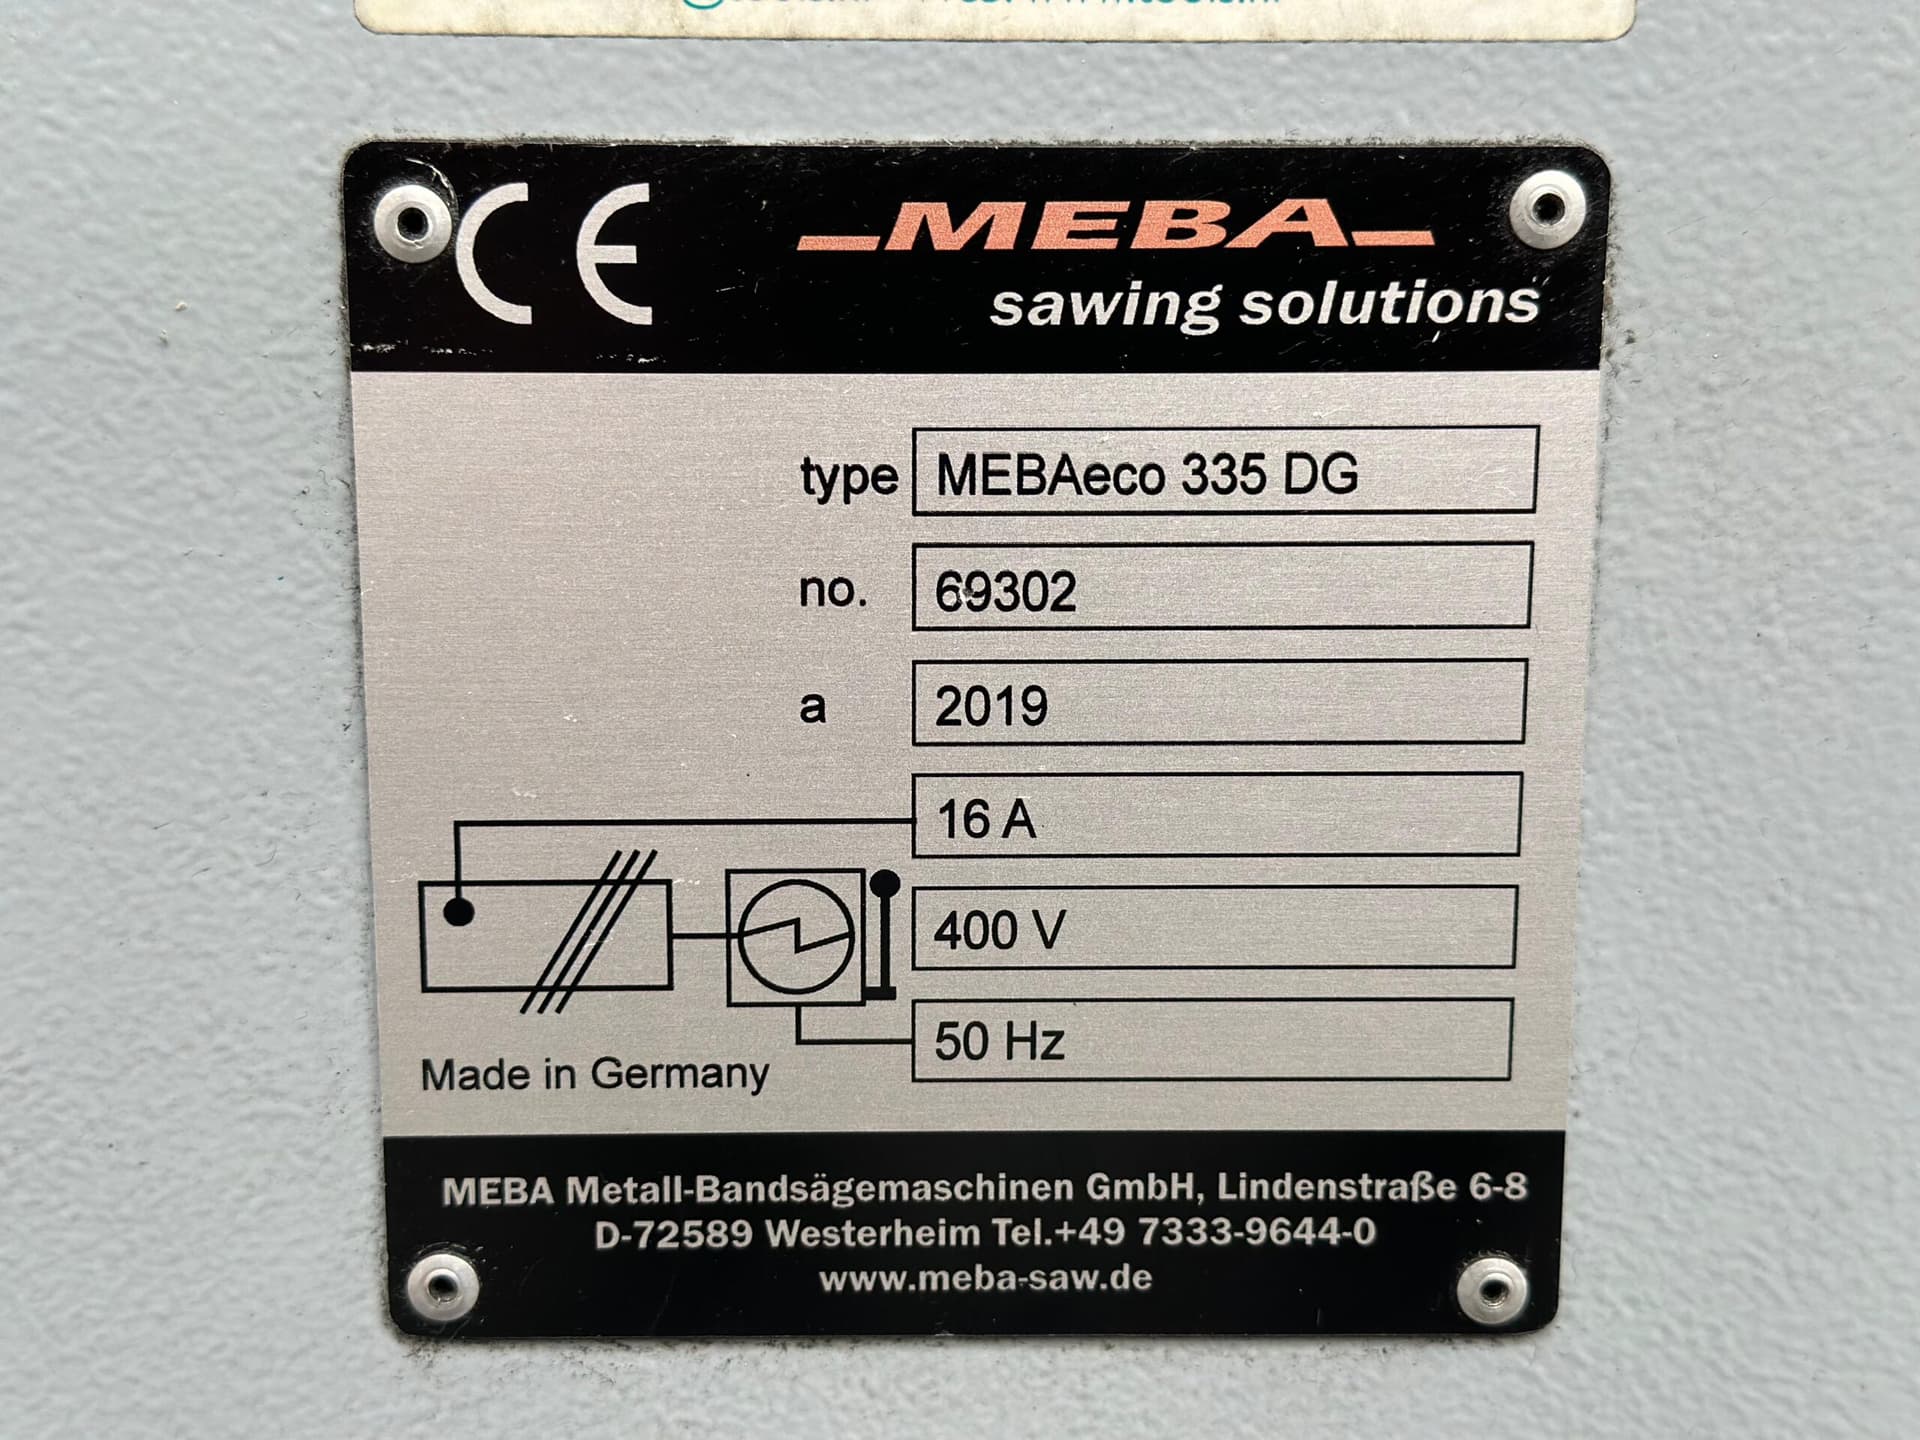 CE
MEBA
sawing solutions
type MEBAeco 335 DG
no. 69302
a 2019
16 A
400 V
50 Hz
Made in Germany
MEBA Metall-Bandsägemaschinen GmbH, Lindenstraße 6-8
D-72589 Westerheim Tel.+49 7333-9644-0
www.meba-saw.de